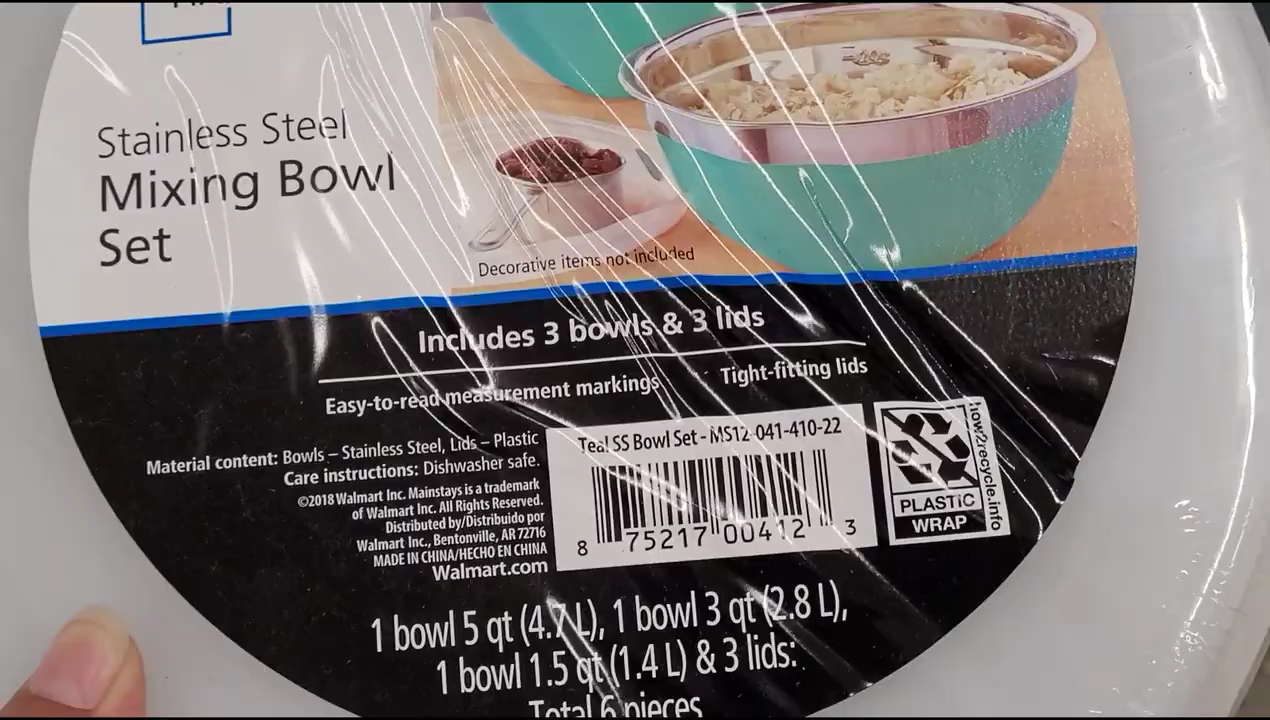 Stainless Steel
Mixing Bowl
Set
Decorative items not included
Includes 3 bowls & 3 lids
Easy-to-read measurement markings
Tight-fitting lids
Material content: Bowls – Stainless Steel, Lids – Plastic
Care instructions: Dishwasher safe.
©2018 Walmart Inc. Mainstays is a trademark
of Walmart Inc. All Rights Reserved.
Distributed by/Distribuido por
Walmart Inc., Bentonville, AR 72716
MADE IN CHINA/HECHO EN CHINA
Walmart.com
Teal SS Bowl Set - MS12-041-410-22
8 75217 00412 3
how2recycle.info
PLASTIC
WRAP
1 bowl 5 qt (4.7 L), 1 bowl 3 qt (2.8 L),
1 bowl 1.5 qt (1.4 L) & 3 lids:
Total 6 pieces